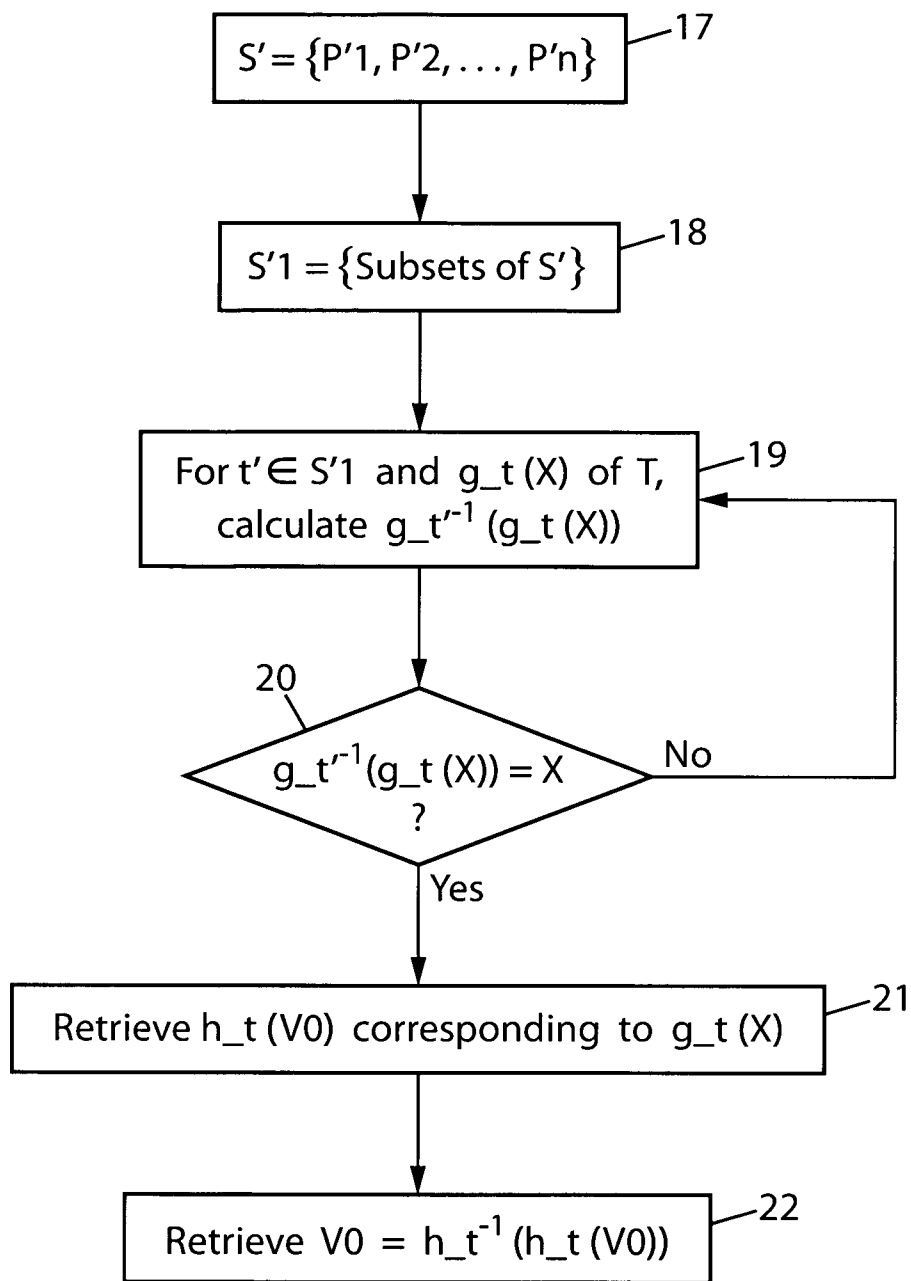 17
S′ = {P′1, P′2, . . . , P′n}
18
S′1 = {Subsets of S′}
19
For t′ ∈ S′1 and g_t (X) of T,
calculate g_t′⁻¹ (g_t (X))
20
g_t′⁻¹(g_t (X)) = X
?
No
Yes
21
Retrieve h_t (V0) corresponding to g_t (X)
22
Retrieve V0 = h_t⁻¹ (h_t (V0))